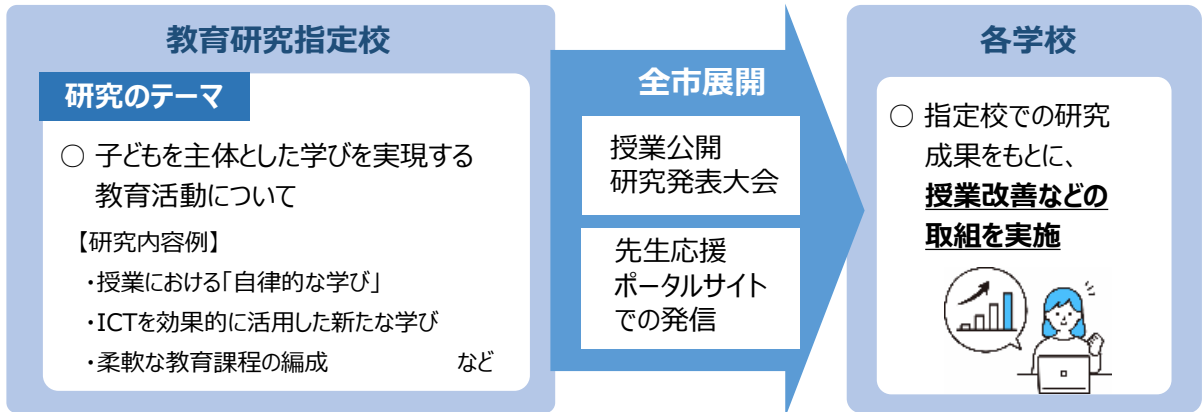 教育研究指定校
研究のテーマ
○ 子どもを主体とした学びを実現する
教育活動について
【研究内容例】
・授業における「自律的な学び」
・ICTを効果的に活用した新たな学び
・柔軟な教育課程の編成 など
全市展開
授業公開
研究発表大会
先生応援
ポータルサイト
での発信
各学校
○ 指定校での研究
成果をもとに、
授業改善などの
取組を実施